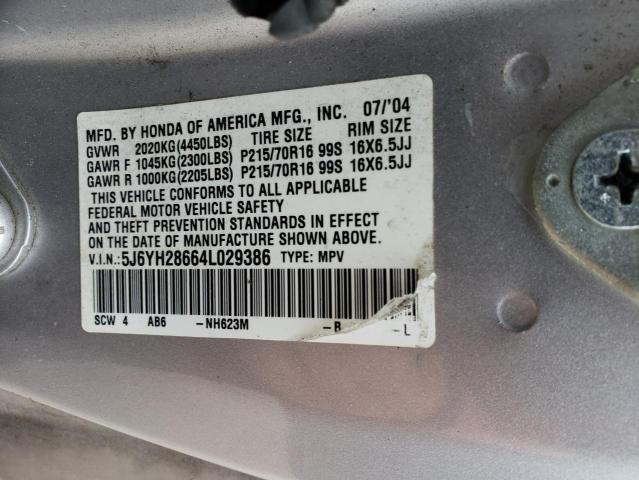 MFD. BY HONDA OF AMERICA MFG., INC. 07/'04
GVWR 2020KG(4450LBS) TIRE SIZE RIM SIZE
GAWR F 1045KG(2300LBS) P215/70R16 99S 16X6.5JJ
GAWR R 1000KG(2205LBS) P215/70R16 99S 16X6.5JJ
THIS VEHICLE CONFORMS TO ALL APPLICABLE
FEDERAL MOTOR VEHICLE SAFETY
AND THEFT PREVENTION STANDARDS IN EFFECT
ON THE DATE OF MANUFACTURE SHOWN ABOVE.
V.I.N.:5J6YH28664L029386 TYPE: MPV
SCW 4 AB6 -NH623M -R -L